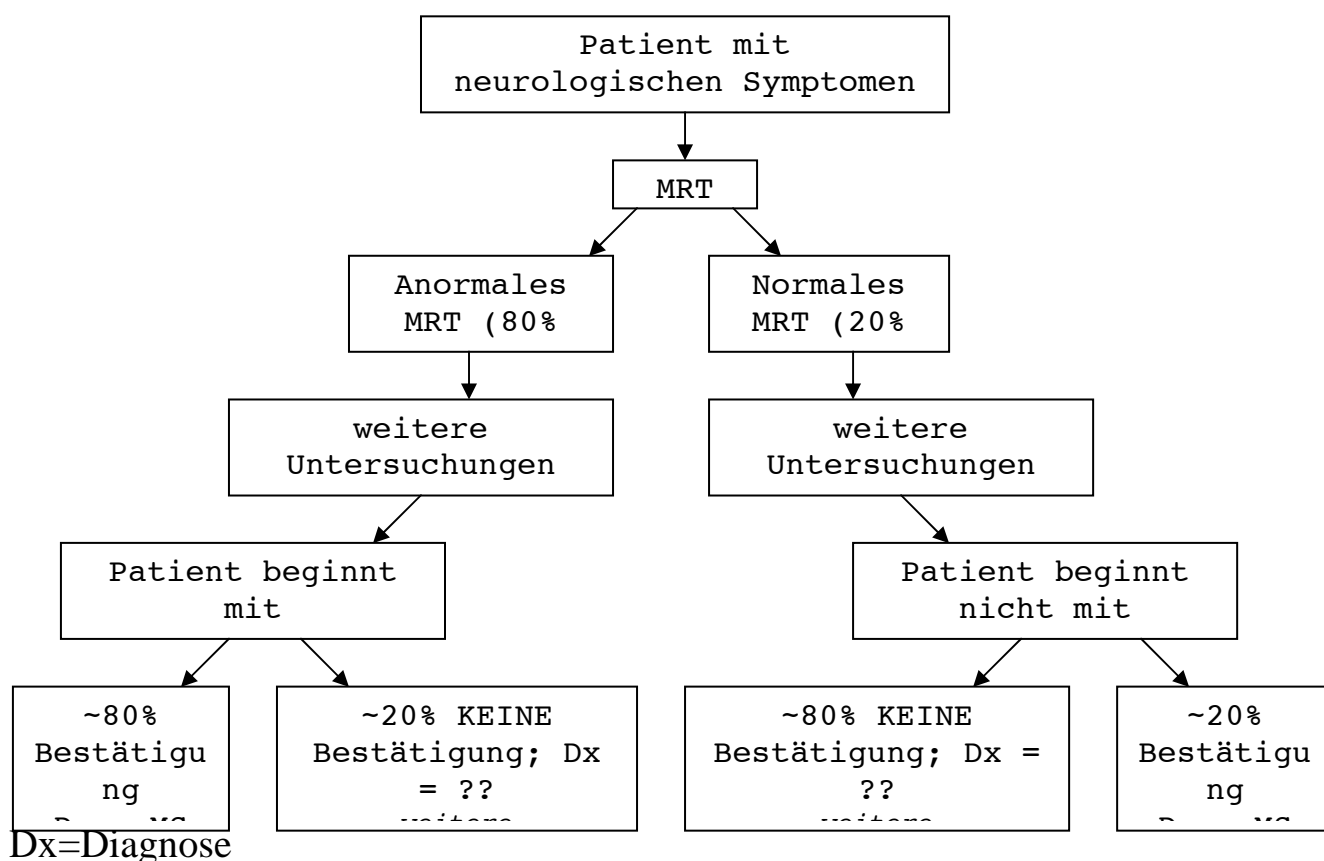 Patient mit
neurologischen Symptomen
MRT
Anormales
MRT (80%
Normales
MRT (20%
weitere
Untersuchungen
weitere
Untersuchungen
Patient beginnt
mit
Patient beginnt
nicht mit
~80%
Bestätigu
ng
~20% KEINE
Bestätigung; Dx
= ??
~80% KEINE
Bestätigung; Dx =
??
~20%
Bestätigu
ng
Dx=Diagnose